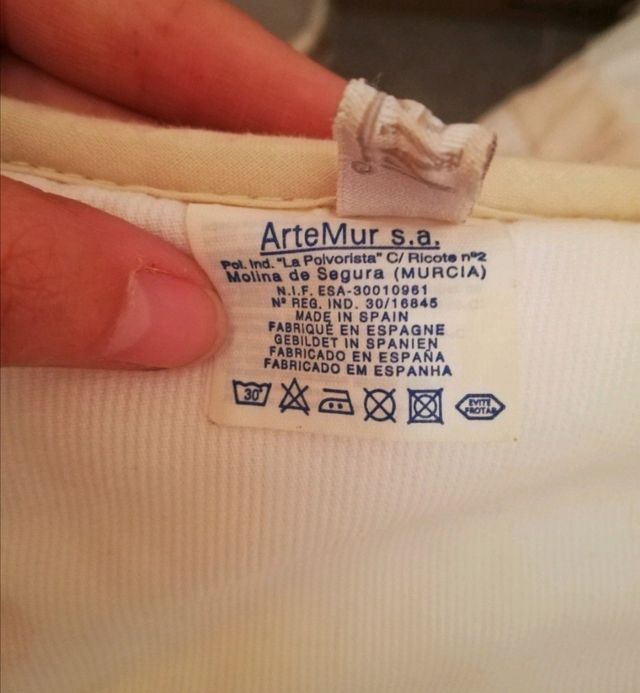 ArteMur s.a.
Pol. Ind. "La Polvorista" C/ Ricote nº2
Molina de Segura (MURCIA)
N.I.F. ESA-30010961
Nº REG. IND. 30/16845
MADE IN SPAIN
FABRIQUÉ EN ESPAGNE
GEBILDET IN SPANIEN
FABRICADO EN ESPAÑA
FABRICADO EM ESPANHA
30° EVITE
FROTAR